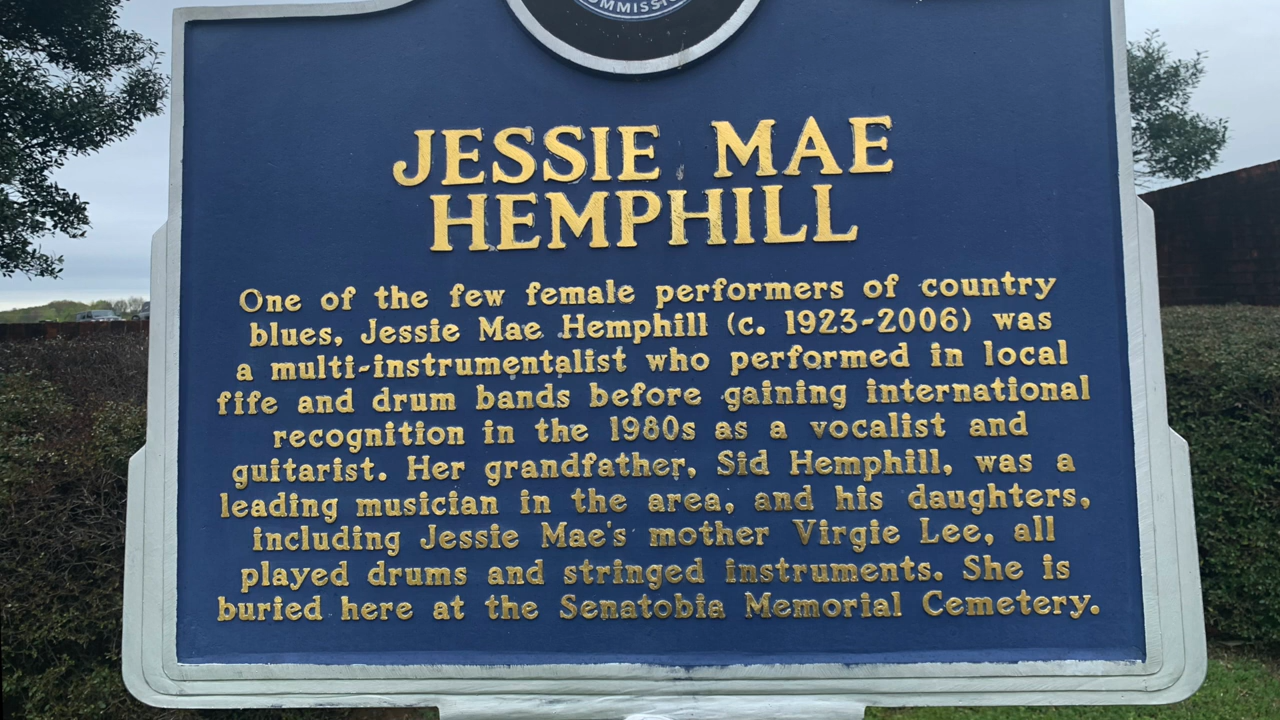 COMMISSION
JESSIE MAE
HEMPHILL
One of the few female performers of country
blues, Jessie Mae Hemphill (c. 1923-2006) was
a multi-instrumentalist who performed in local
fife and drum bands before gaining international
recognition in the 1980s as a vocalist and
guitarist. Her grandfather, Sid Hemphill, was a
leading musician in the area, and his daughters,
including Jessie Mae's mother Virgie Lee, all
played drums and stringed instruments. She is
buried here at the Senatobia Memorial Cemetery.